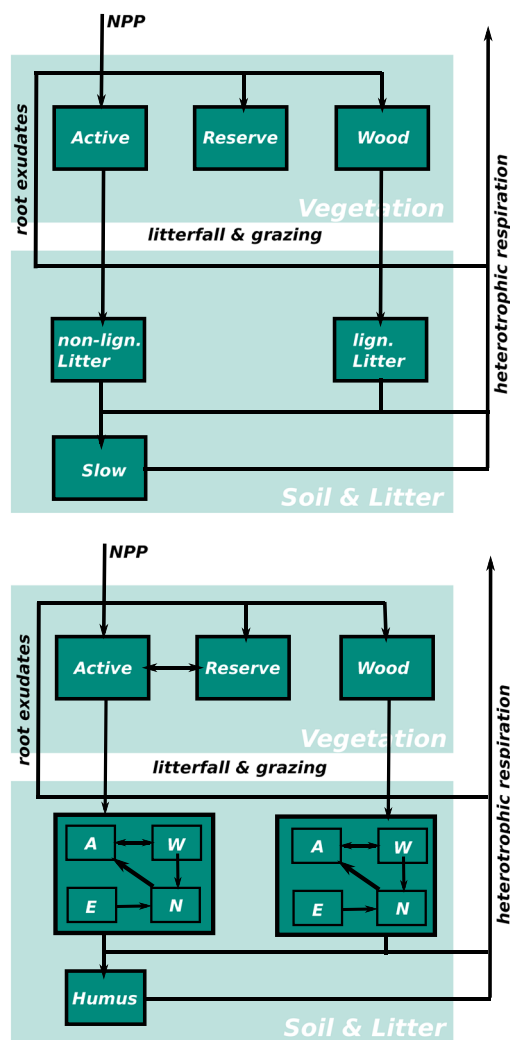 NPP
Active
Reserve
Wood
root exudates
Vegetation
litterfall & grazing
heterotrophic respiration
non-lign.
Litter
lign.
Litter
Slow
Soil & Litter
NPP
Active
Reserve
Wood
root exudates
Vegetation
litterfall & grazing
heterotrophic respiration
A
W
E
N
A
W
E
N
Humus
Soil & Litter